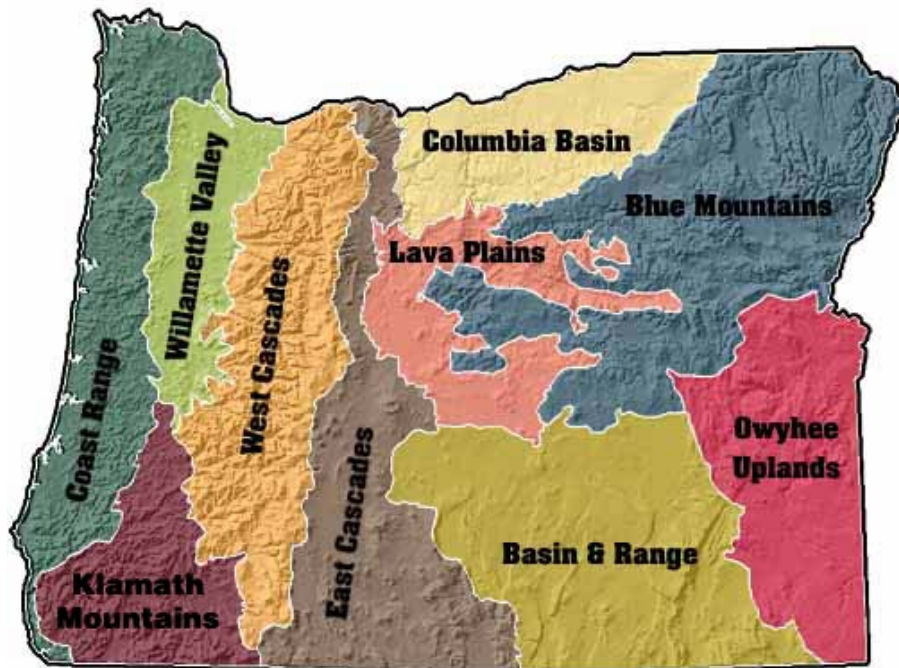 Columbia Basin
Blue Mountains
Willamette Valley
Lava Plains
West Cascades
Coast Range
East Cascades
Owyhee
Uplands
Basin & Range
Klamath
Mountains